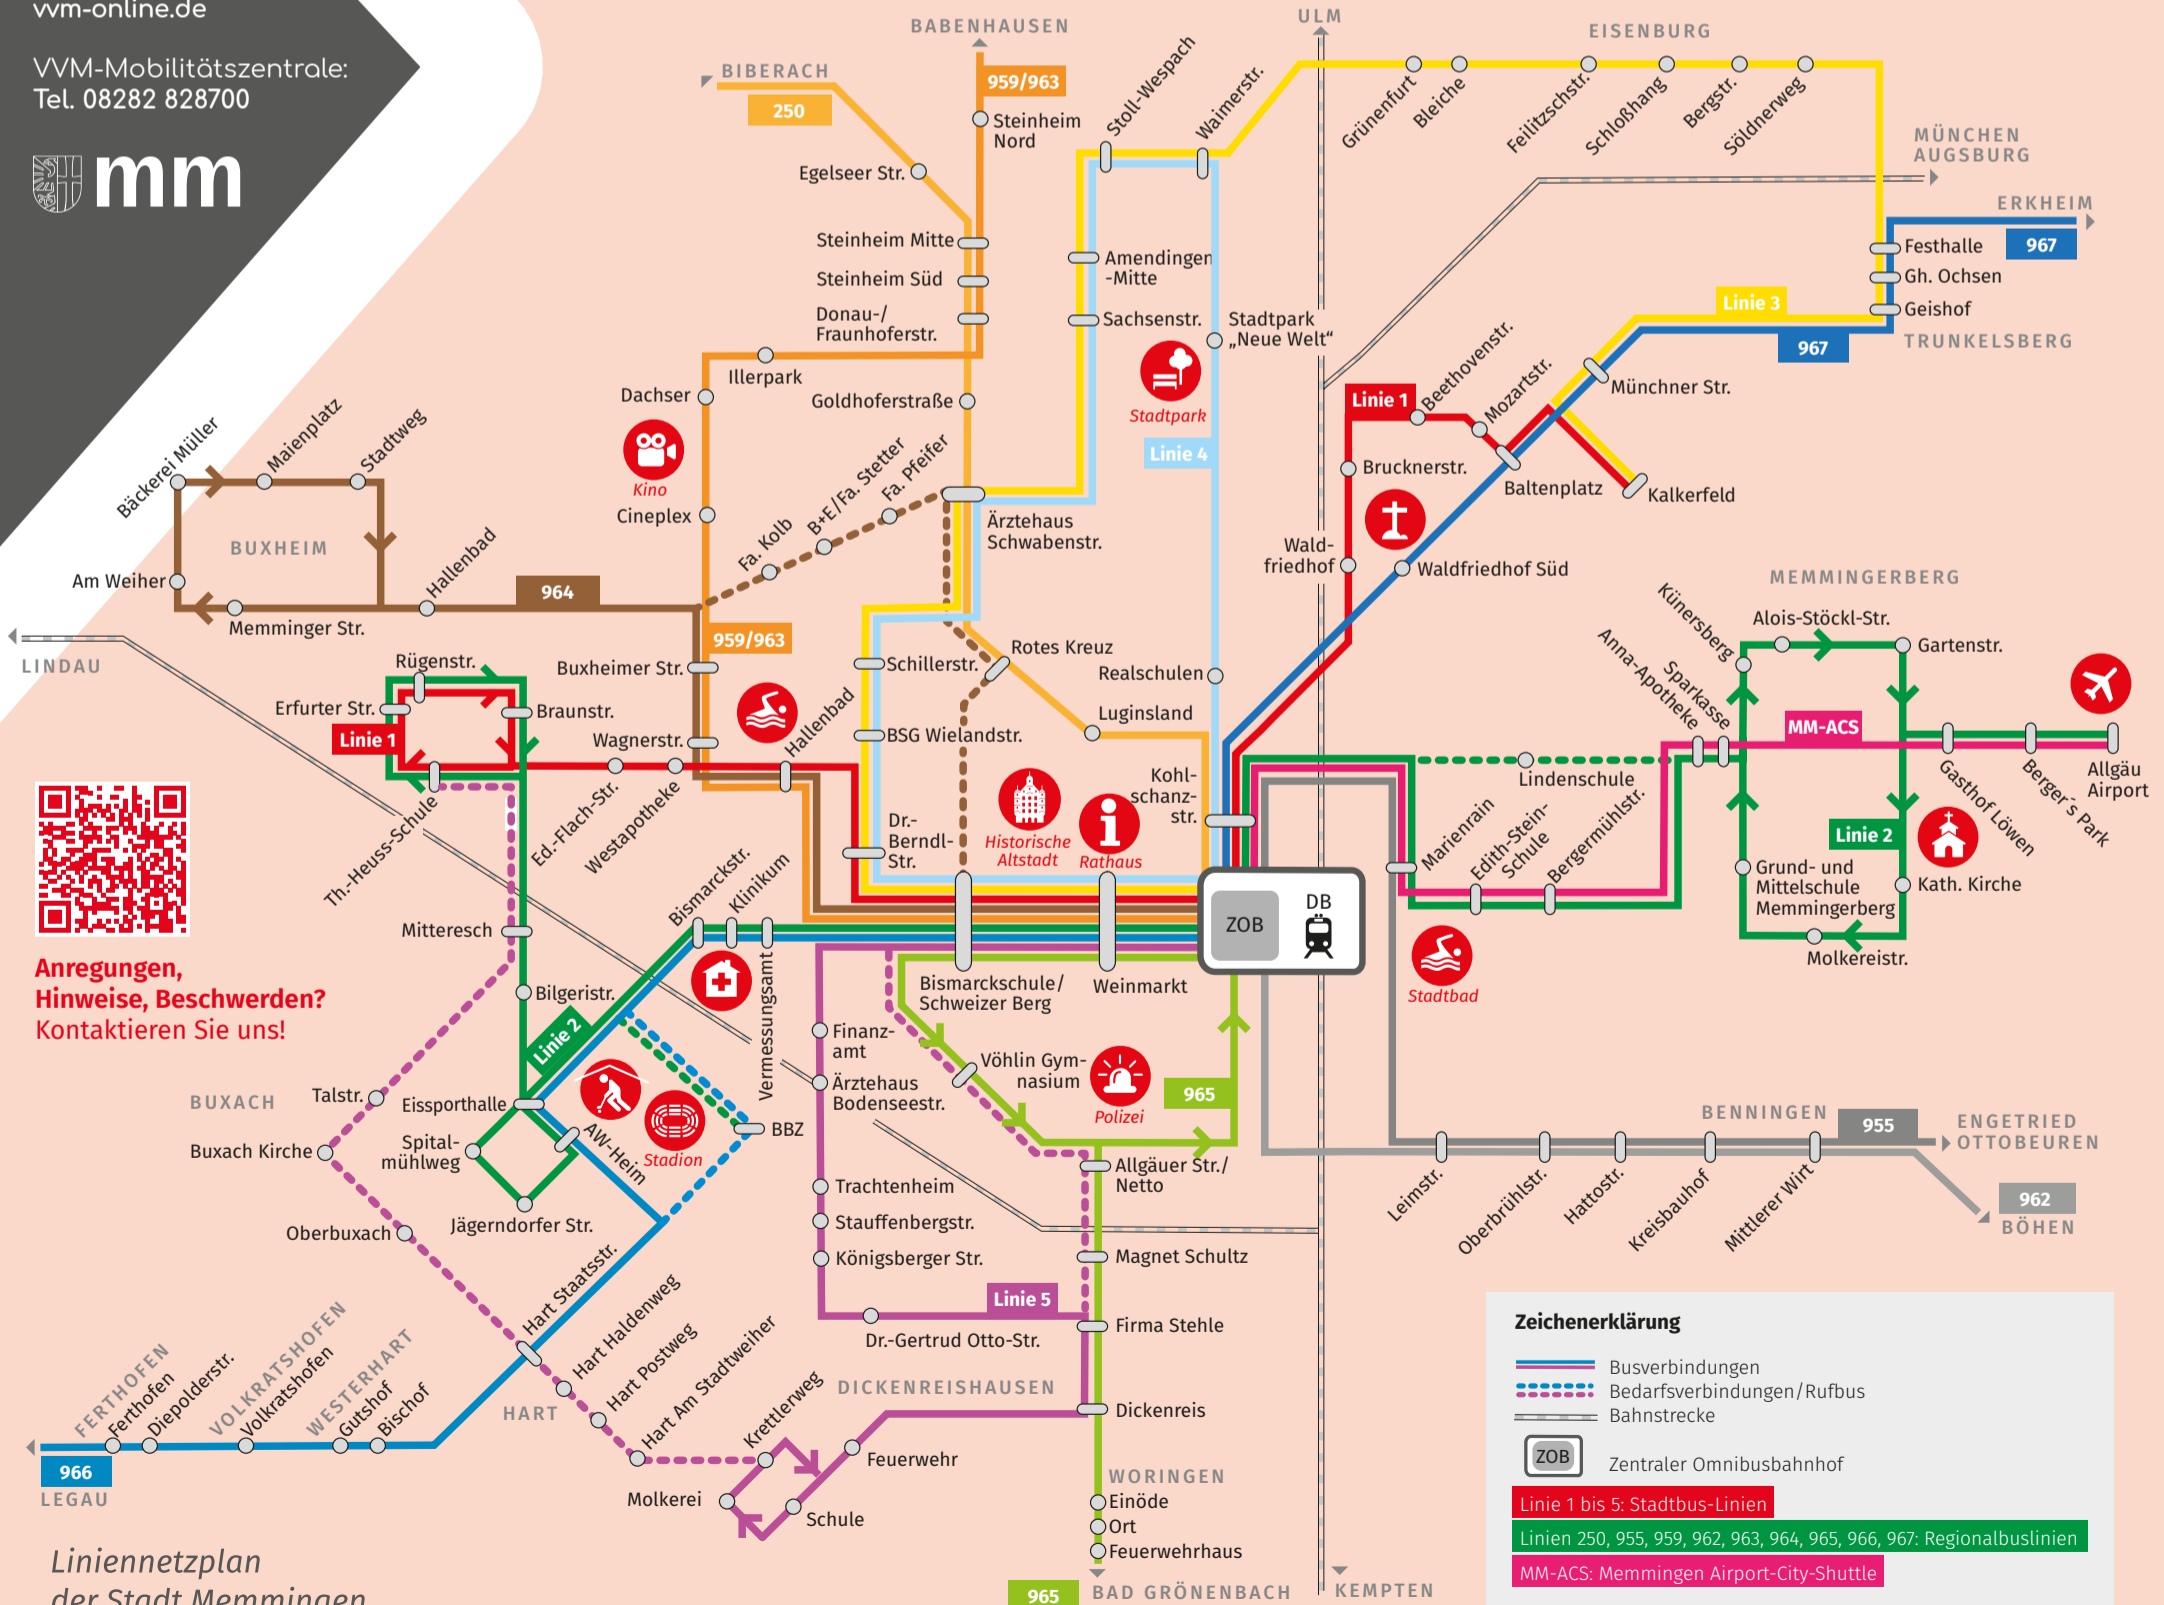 vvm-online.de
VVM-Mobilitätszentrale:
Tel. 08282 828700
mm
BABENHAUSEN
ULM
EISENBURG
BIBERACH
959/963
250
Steinheim
Nord
Stoll-Wespach
Waimerstr.
Grünenfurt
Bleiche
Feilitzschstr.
Schloßhang
Bergstr.
Söldnerweg
MÜNCHEN
AUGSBURG
Egelseer Str.
ERKHEIM
967
Steinheim Mitte
Steinheim Süd
Donau-/
Fraunhoferstr.
Amendingen
-Mitte
Sachsenstr.
Stadtpark
„Neue Welt“
Festhalle
Gh. Ochsen
Geishof
Linie 3
967
TRUNKELSBERG
Illerpark
Dachser
Goldhoferstraße
Kino
Cineplex
Stadtpark
Linie 4
Linie 1
Beethovenstr.
Mozartstr.
Münchner Str.
Brucknerstr.
Baltenplatz
Kalkerfeld
Bäckerei Müller
Maienplatz
Stadtweg
BUXHEIM
Hallenbad
Am Weiher
964
Memminger Str.
Fa. Kolb
B+E/Fa. Stetter
Fa. Pfeifer
Ärztehaus
Schwabenstr.
Wald-
friedhof
Waldfriedhof Süd
LINDAU
Rügenstr.
Erfurter Str.
Linie 1
Braunstr.
Buxheimer Str.
959/963
Wagnerstr.
Hallenbad
Schillerstr.
BSG Wielandstr.
Rotes Kreuz
Luginsland
Realschulen
Kohl-
schanz-
str.
MEMMINGERBERG
Künersberg
Anna-Apotheke
Sparkasse
Alois-Stöckl-Str.
Gartenstr.
MM-ACS
Lindenschule
Gasthof Löwen
Berger's Park
Allgäu
Airport
Linie 2
Kath. Kirche
Grund- und
Mittelschule
Memmingerberg
Molkereistr.
Th.-Heuss-Schule
Ed.-Flach-Str.
Westapotheke
Dr.-
Berndl-
Str.
Historische
Altstadt
Rathaus
ZOB
DB
Marienrain
Edith-Stein-
Schule
Bergermühlstr.
Stadtbad
Anregungen,
Hinweise, Beschwerden?
Kontaktieren Sie uns!
Mitteresch
Bilgeristr.
Bismarckstr.
Klinikum
Vermessungsamt
Bismarckschule/
Schweizer Berg
Weinmarkt
Linie 2
Finanz-
amt
Ärztehaus
Bodenseestr.
Vöhlin Gym-
nasium
Polizei
965
BUXACH
Talstr.
Buxach Kirche
Eissporthalle
Spital-
mühlweg
AW-Heim
Stadion
BBZ
Jägerndorfer Str.
Oberbuxach
Trachtenheim
Stauffenbergstr.
Königsberger Str.
Linie 5
Dr.-Gertrud Otto-Str.
Allgäuer Str./
Netto
Magnet Schultz
Firma Stehle
Dickenreis
BENNINGEN
955
ENGETRIED
OTTOBEUREN
962
BÖHEN
Leimstr.
Oberbrühlstr.
Hattostr.
Kreisbauhof
Mittlerer Wirt
Hart Staatsstr.
Hart Haldenweg
Hart Postweg
Hart Am Stadtweiher
HART
FERTHOFEN
Ferthofen
Diepolderstr.
VOLKRATSHOFEN
Volkratshofen
WESTERHART
Gutshof
Bischof
966
LEGAU
Krettlerweg
DICKENREISHAUSEN
Feuerwehr
Molkerei
Schule
WORINGEN
Einöde
Ort
Feuerwehrhaus
965
BAD GRÖNENBACH
KEMPTEN
Zeichenerklärung
Busverbindungen
Bedarfsverbindungen/Rufbus
Bahnstrecke
ZOB
Zentraler Omnibusbahnhof
Linie 1 bis 5: Stadtbus-Linien
Linien 250, 955, 959, 962, 963, 964, 965, 966, 967: Regionalbuslinien
MM-ACS: Memmingen Airport-City-Shuttle
Liniennetzplan
der Stadt Memmingen